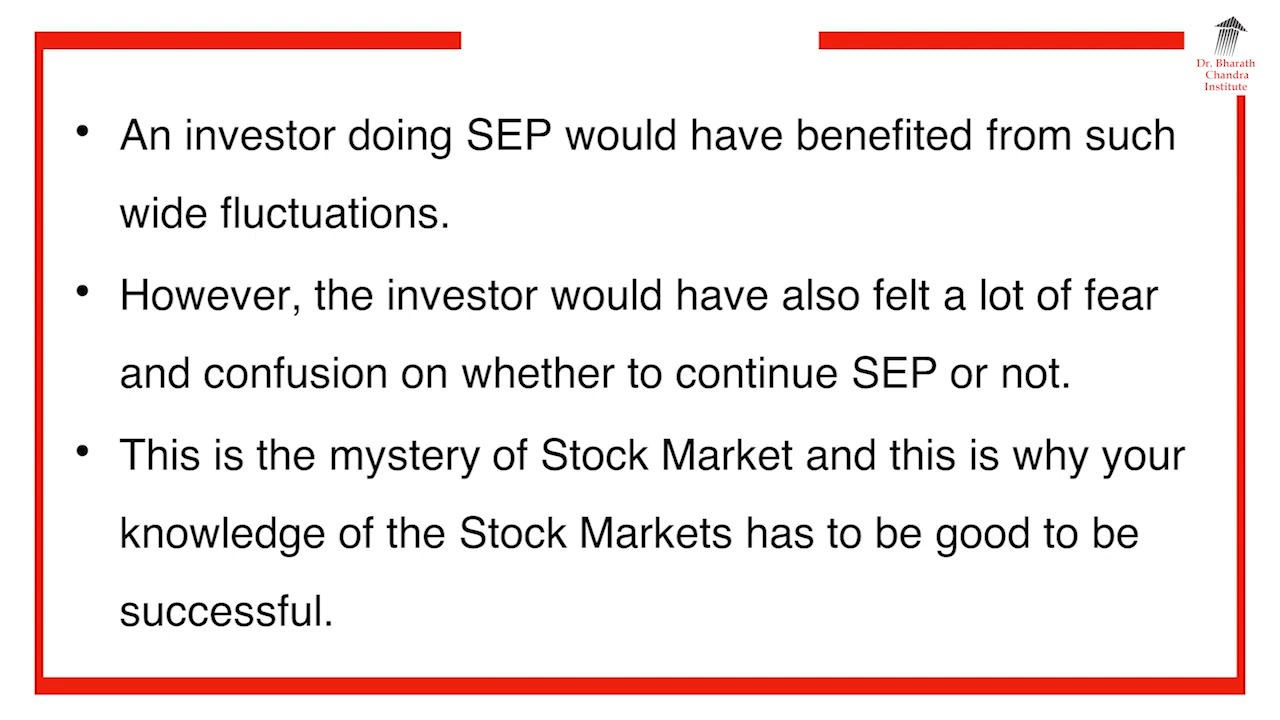 Dr. Bharath
Chandra
Institute
• An investor doing SEP would have benefited from such
wide fluctuations.
• However, the investor would have also felt a lot of fear
and confusion on whether to continue SEP or not.
• This is the mystery of Stock Market and this is why your
knowledge of the Stock Markets has to be good to be
successful.